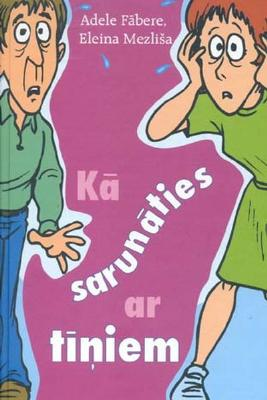 Adele Fābere,
Eleina Mezliša
Kā
sarunāties
ar
tīņiem